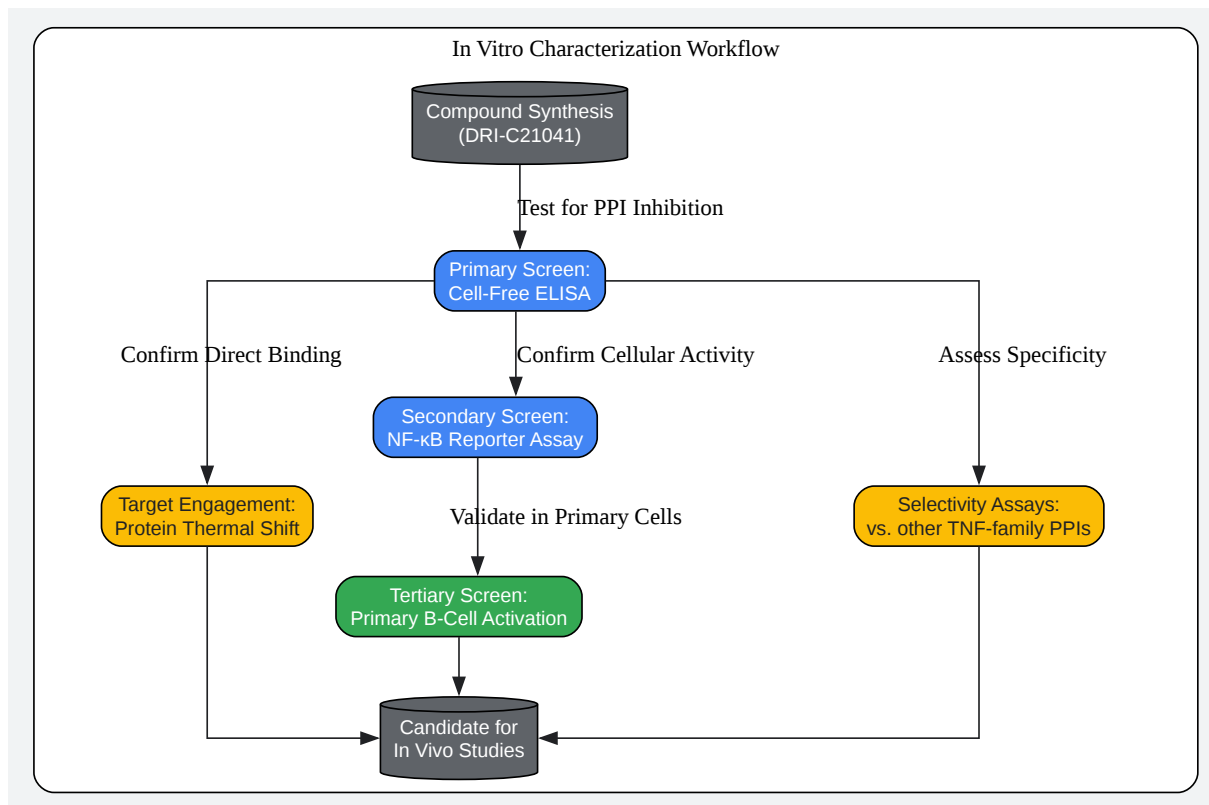 In Vitro Characterization Workflow
Compound Synthesis
(DRI-C21041)
Test for PPI Inhibition
Primary Screen:
Cell-Free ELISA
Confirm Direct Binding
Confirm Cellular Activity
Assess Specificity
Secondary Screen:
NF-κB Reporter Assay
Target Engagement:
Protein Thermal Shift
Validate in Primary Cells
Selectivity Assays:
vs. other TNF-family PPIs
Tertiary Screen:
Primary B-Cell Activation
Candidate for
In Vivo Studies